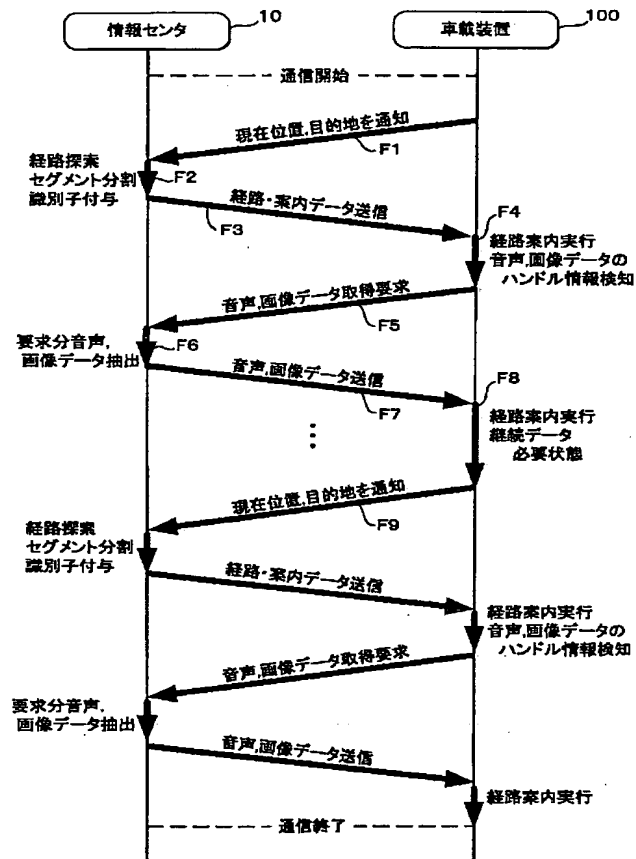 情報センタ
10
車載装置
100
通信開始
現在位置,目的地を通知
F1
経路探索
セグメント分割
識別子付与
F2
経路・案内データ送信
F3
F4
経路案内実行
音声,画像データの
ハンドル情報検知
音声,画像データ取得要求
F5
要求分音声,
画像データ抽出
F6
音声,画像データ送信
F7
F8
経路案内実行
継続データ
必要状態
現在位置,目的地を通知
F9
経路探索
セグメント分割
識別子付与
経路・案内データ送信
経路案内実行
音声,画像データの
ハンドル情報検知
音声,画像データ取得要求
要求分音声,
画像データ抽出
音声,画像データ送信
経路案内実行
通信終了